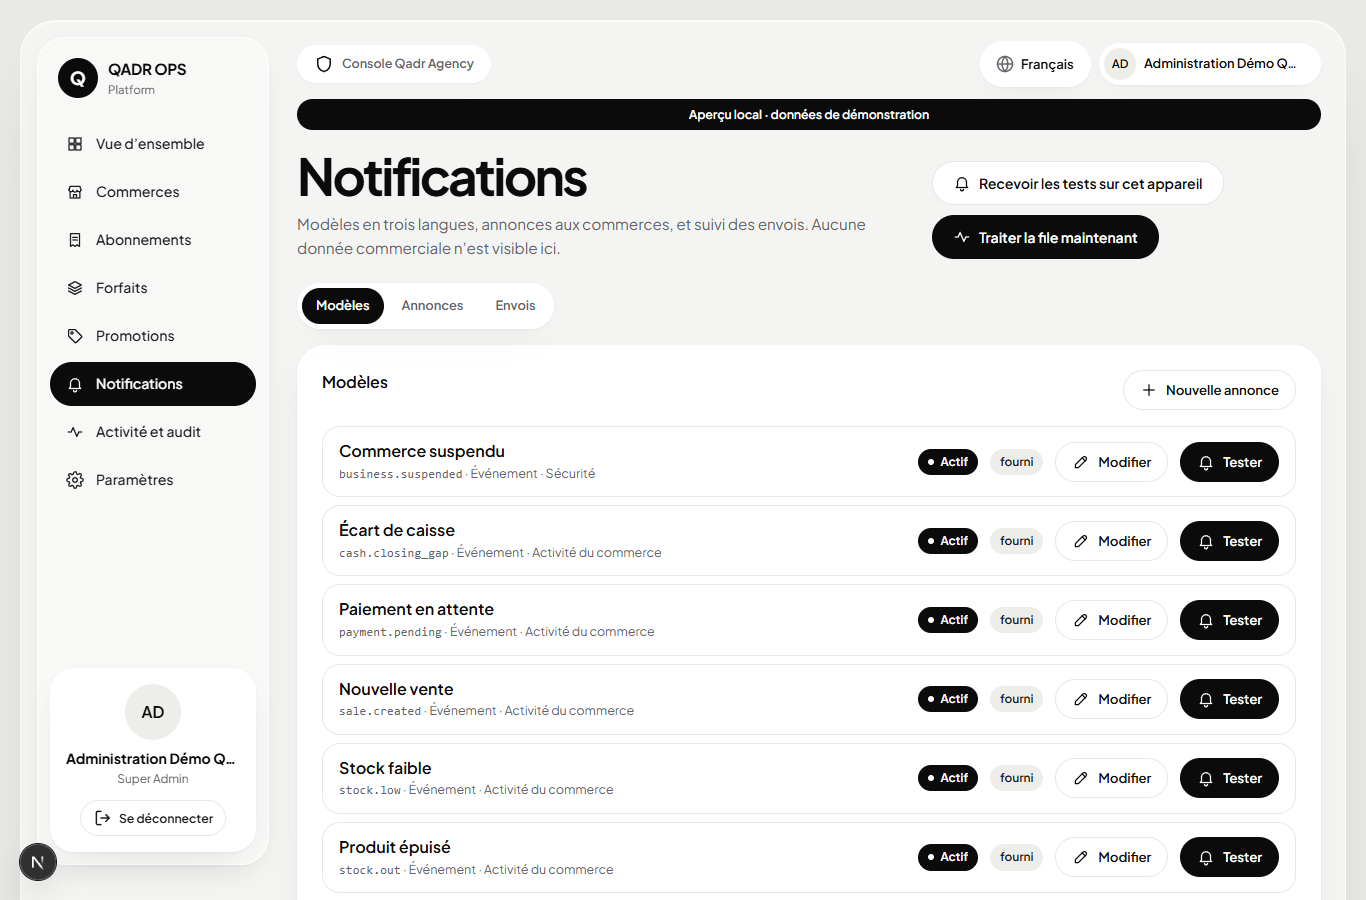 Q
QADR OPS
Platform
Vue d’ensemble
Commerces
Abonnements
Forfaits
Promotions
Notifications
Activité et audit
Paramètres
AD
Administration Démo Q…
Super Admin
Se déconnecter
N
Console Qadr Agency
Français
AD
Administration Démo Q…
Aperçu local · données de démonstration
Notifications
Modèles en trois langues, annonces aux commerces, et suivi des envois. Aucune
donnée commerciale n’est visible ici.
Recevoir les tests sur cet appareil
Traiter la file maintenant
Modèles Annonces Envois
Modèles
Nouvelle annonce
Commerce suspendu
business.suspended · Événement · Sécurité
Actif fourni Modifier Tester
Écart de caisse
cash.closing_gap · Événement · Activité du commerce
Actif fourni Modifier Tester
Paiement en attente
payment.pending · Événement · Activité du commerce
Actif fourni Modifier Tester
Nouvelle vente
sale.created · Événement · Activité du commerce
Actif fourni Modifier Tester
Stock faible
stock.low · Événement · Activité du commerce
Actif fourni Modifier Tester
Produit épuisé
stock.out · Événement · Activité du commerce
Actif fourni Modifier Tester